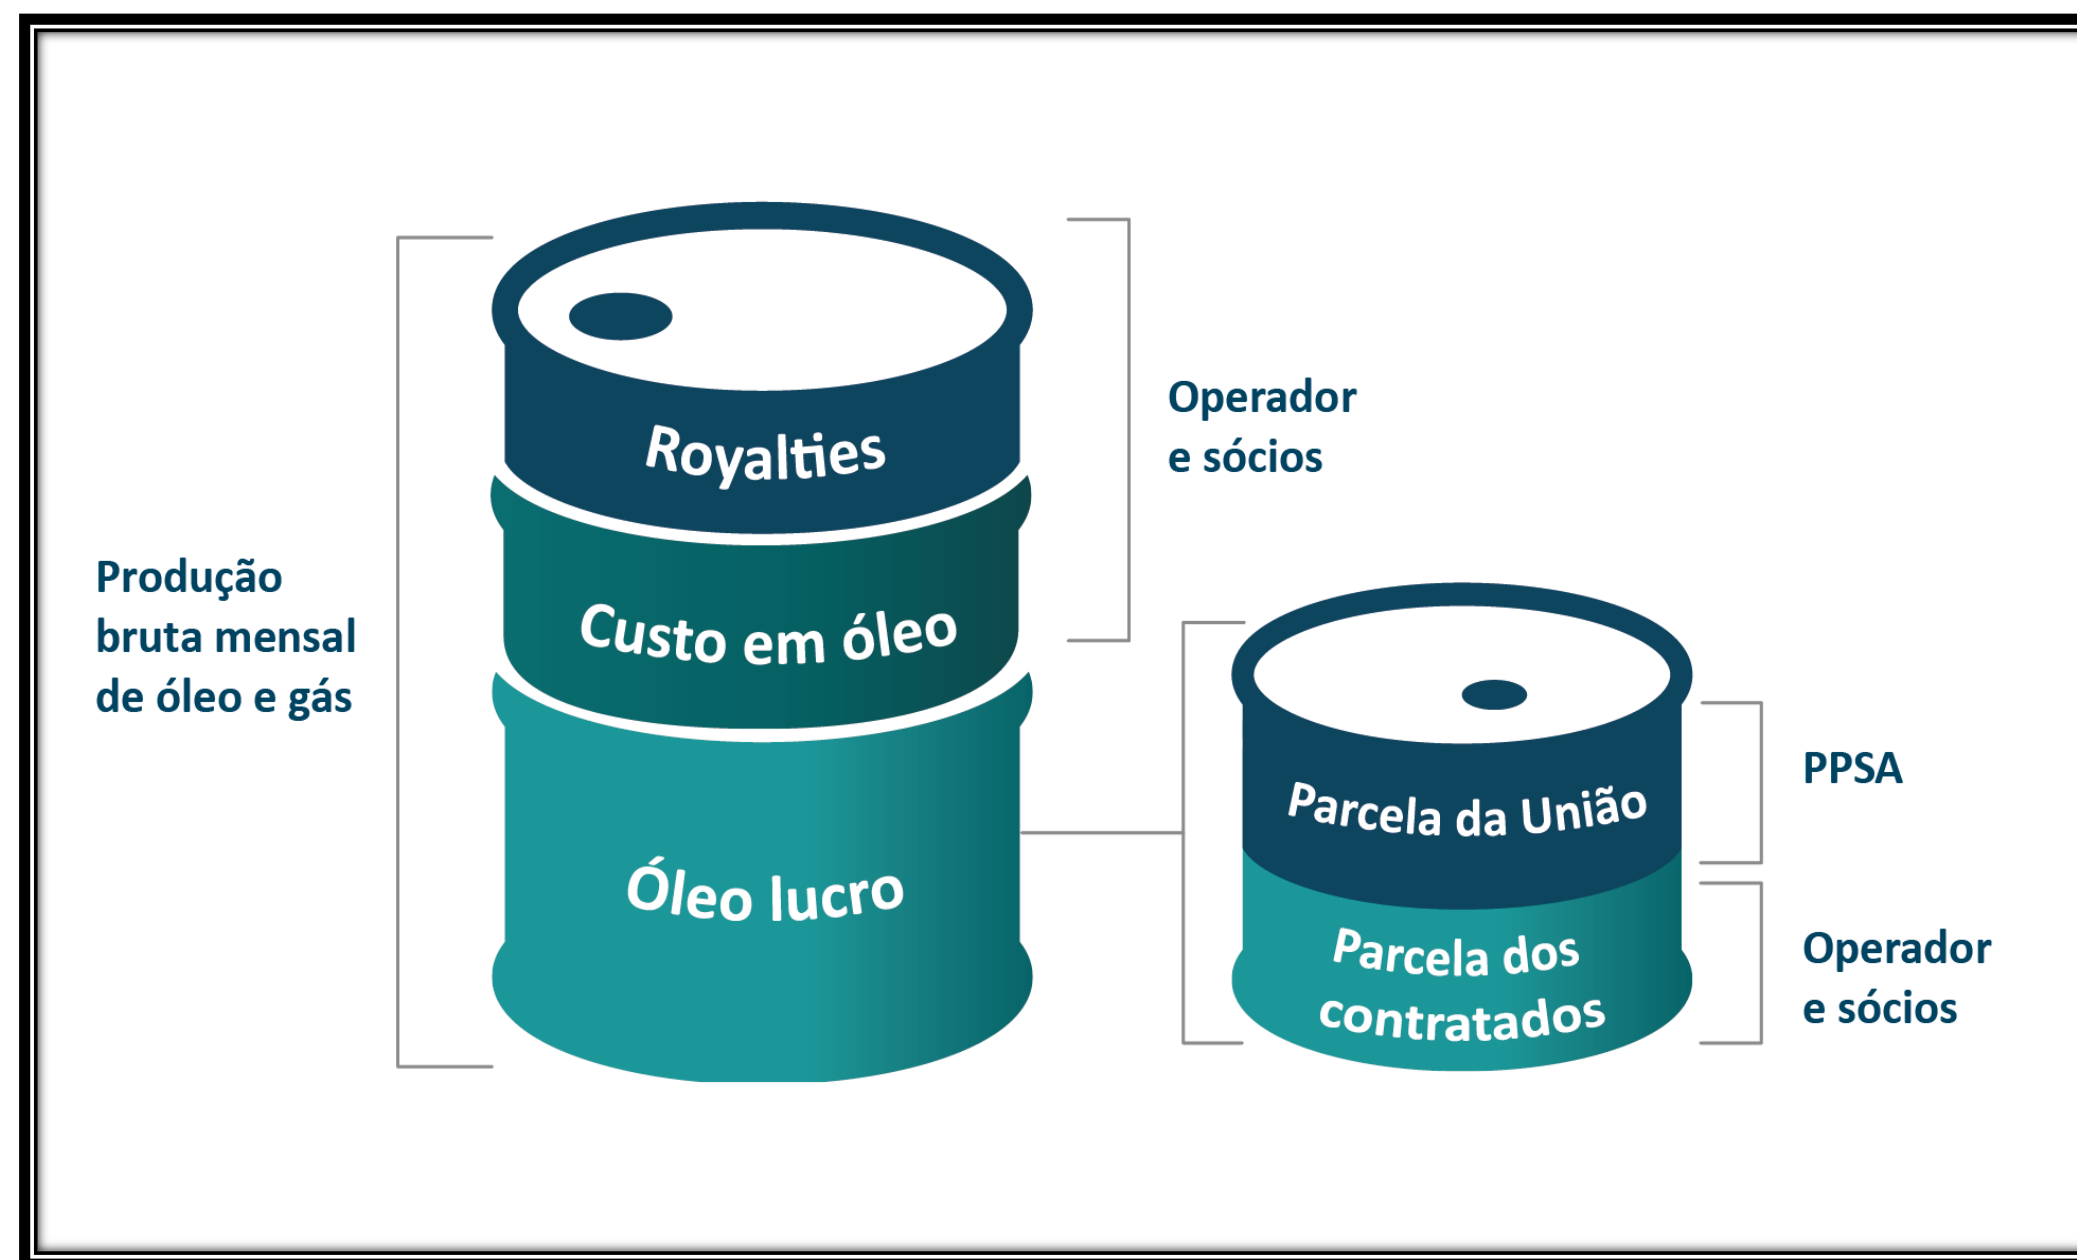 Produção
bruta mensal
de óleo e gás
Royalties
Custo em óleo
Óleo lucro
Operador
e sócios
Parcela da União
Parcela dos
contratados
PPSA
Operador
e sócios